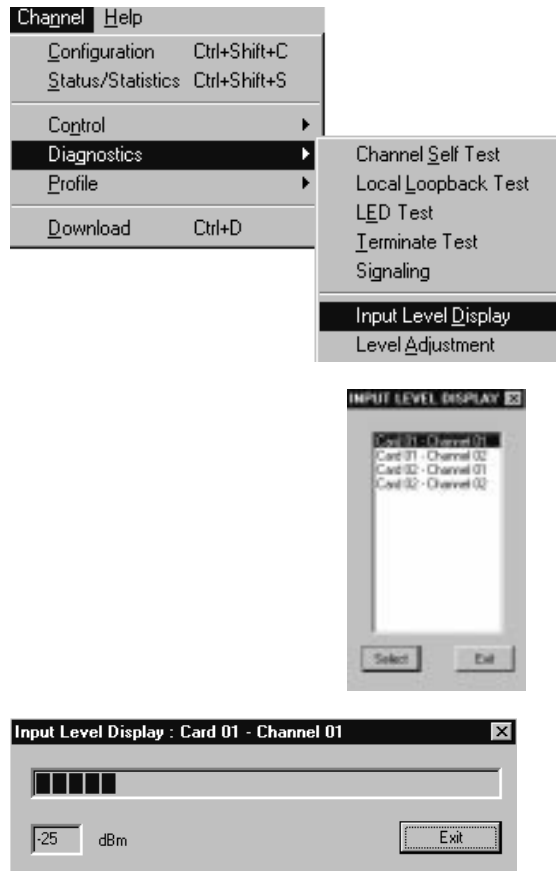 Channel Help
Configuration Ctrl+Shift+C
Status/Statistics Ctrl+Shift+S
Control
Diagnostics
Profile
Download Ctrl+D
Channel Self Test
Local Loopback Test
LED Test
Terminate Test
Signaling
Input Level Display
Level Adjustment
INPUT LEVEL DISPLAY
Card 01 - Channel 01
Card 01 - Channel 02
Card 02 - Channel 01
Card 02 - Channel 02
Select Exit
Input Level Display : Card 01 - Channel 01
-25 dBm Exit